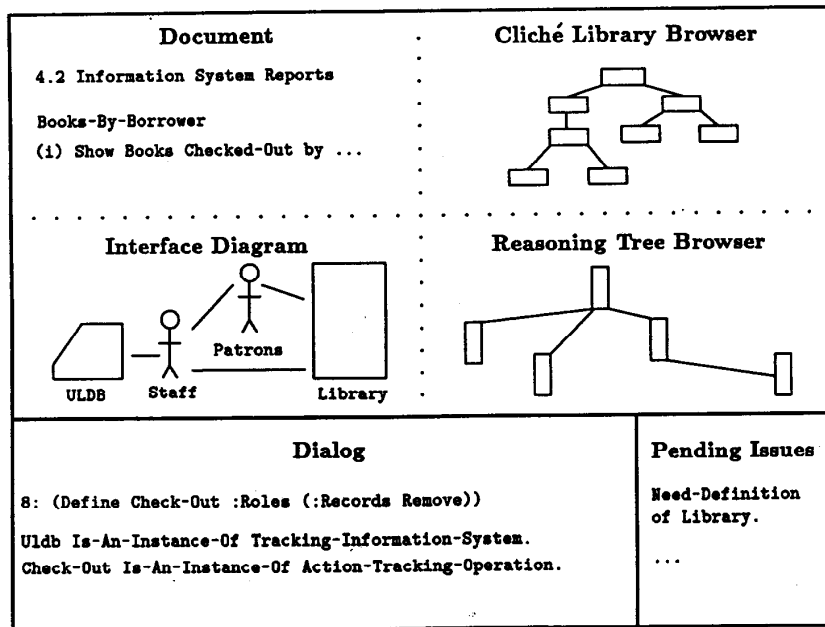 Document
4.2 Information System Reports
Books-By-Borrower
(i) Show Books Checked-Out by ...
Cliché Library Browser
Interface Diagram
Patrons
ULDB
Staff
Library
Reasoning Tree Browser
Dialog
8: (Define Check-Out :Roles (:Records Remove))
Uldb Is-An-Instance-Of Tracking-Information-System.
Check-Out Is-An-Instance-Of Action-Tracking-Operation.
Pending Issues
Need-Definition
of Library.
...